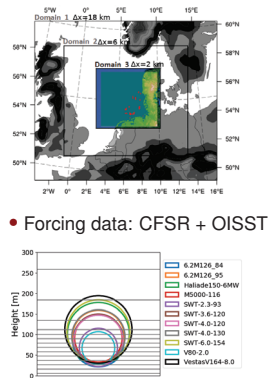 5°W 0° 5°E 10°E 15°E
Domain 1 Δx=18 km
60°N
58°N
Domain 2 Δx=6 km
58°N
Domain 3 Δx=2 km
56°N
56°N
54°N
54°N
52°N
52°N
50°N
50°N
2°W 0° 2°E 4°E 6°E 8°E 10°E 12°E 14°E 16°E
• Forcing data: CFSR + OISST
300
250
200
150
100
50
0
Height [m]
6.2M126_84
6.2M126_95
Haliade150-6MW
M5000-116
SWT-2.3-93
SWT-3.6-120
SWT-4.0-120
SWT-4.0-130
SWT-6.0-154
V80-2.0
VestasV164-8.0